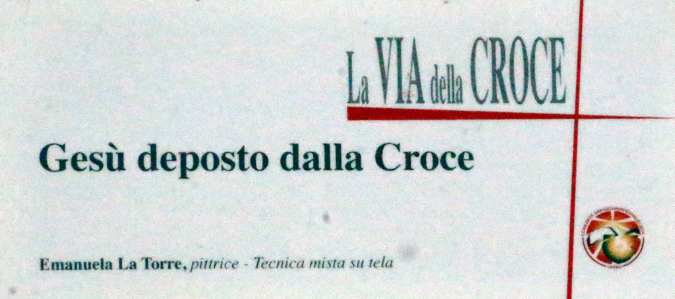 La VIA della CROCE
Gesù deposto dalla Croce
Emanuela La Torre, pittrice - Tecnica mista su tela